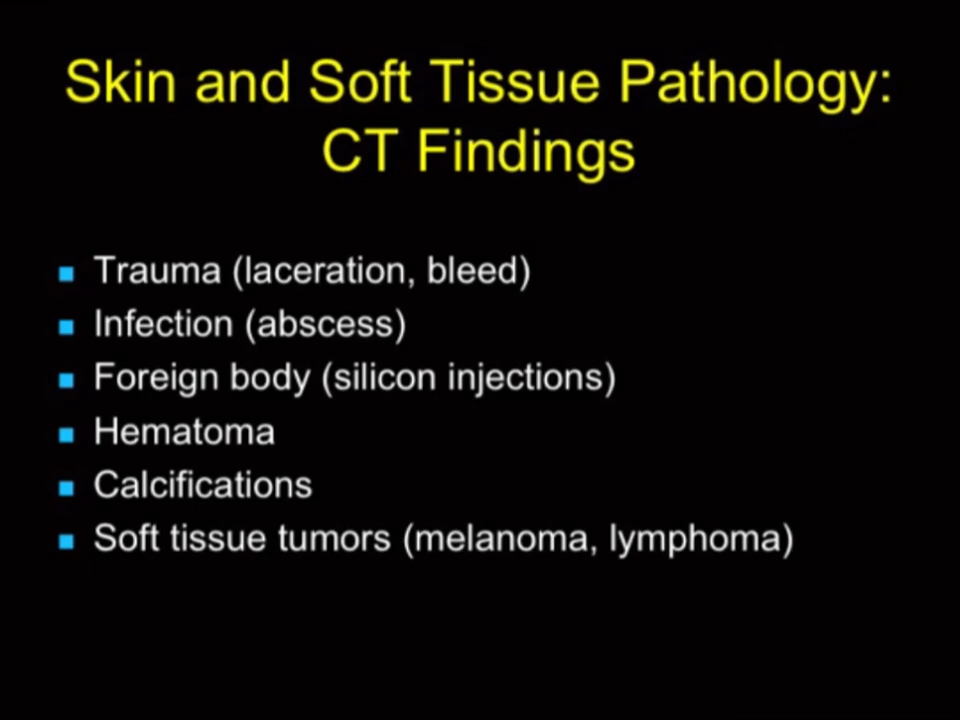 Skin and Soft Tissue Pathology:
CT Findings
Trauma (laceration, bleed)
Infection (abscess)
Foreign body (silicon injections)
Hematoma
Calcifications
Soft tissue tumors (melanoma, lymphoma)